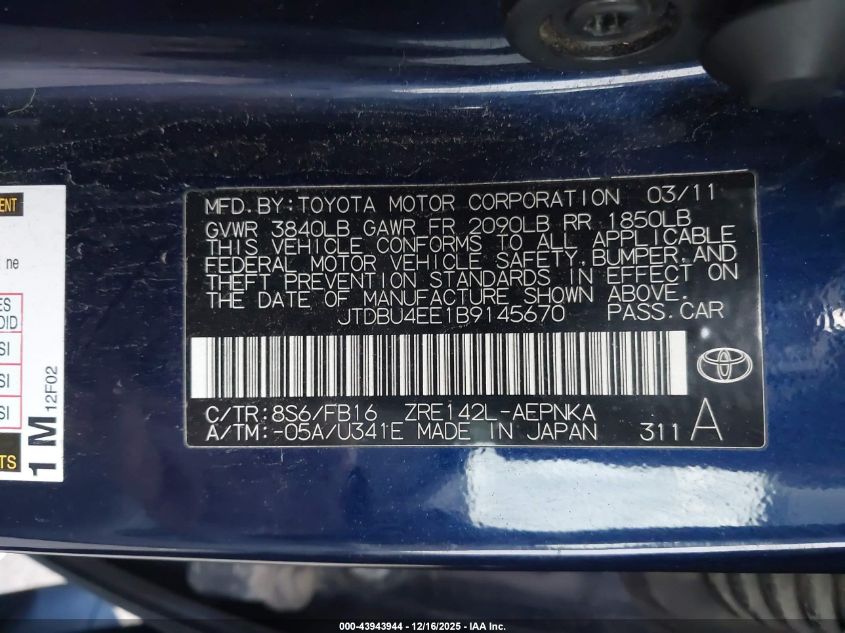 MFD.BY:TOYOTA MOTOR CORPORATION 03/11
GVWR 3840LB GAWR FR 2090LB RR 1850LB
THIS VEHICLE CONFORMS TO ALL APPLICABLE
FEDERAL MOTOR VEHICLE SAFETY,BUMPER,AND
THEFT PREVENTION STANDARDS IN EFFECT ON
THE DATE OF MANUFACTURE SHOWN ABOVE.
JTDBU4EE1B9145670 PASS.CAR
C/TR:8S6/FB16 ZRE142L-AEPNKA
A/TM:-05A/U341E MADE IN JAPAN 311 A
ne
1 M
12F02
000-43943944 - 12/16/2025 - IAA Inc.